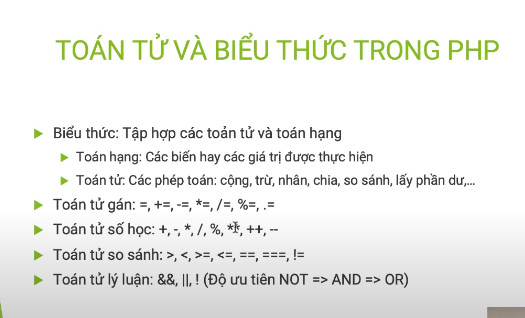 TOÁN TỬ VÀ BIỂU THỨC TRONG PHP
Biểu thức: Tập hợp các toán tử và toán hạng
Toán hạng: Các biến hay các giá trị được thực hiện
Toán tử: Các phép toán: cộng, trừ, nhân, chia, so sánh, lấy phần dư,...
Toán tử gán: =, +=, -=, *=, /=, %=, .=
Toán tử số học: +, -, *, /, %, **, ++, --
Toán tử so sánh: >, <, >=, <=, ==, ===, !=
Toán tử lý luận: &&, ||, ! (Độ ưu tiên NOT => AND => OR)